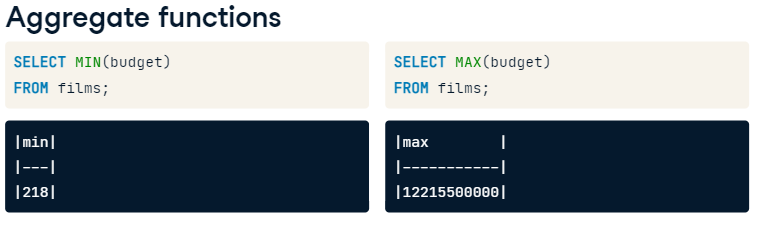 Aggregate functions
SELECT MIN(budget)
FROM films;
|min|
|---|
|218|
SELECT MAX(budget)
FROM films;
|max        |
|-----------|
|12215500000|